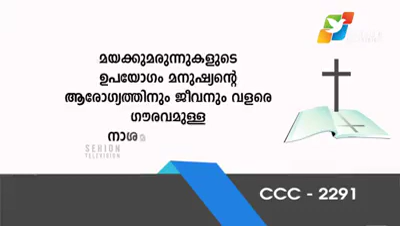 മയക്കുമരുന്നുകളുടെ
ഉപയോഗം മനുഷ്യന്റെ
ആരോഗ്യത്തിനും ജീവനും വളരെ
ഗൗരവമുള്ള
നാശ
SEHION
TELEVISION
CCC - 2291